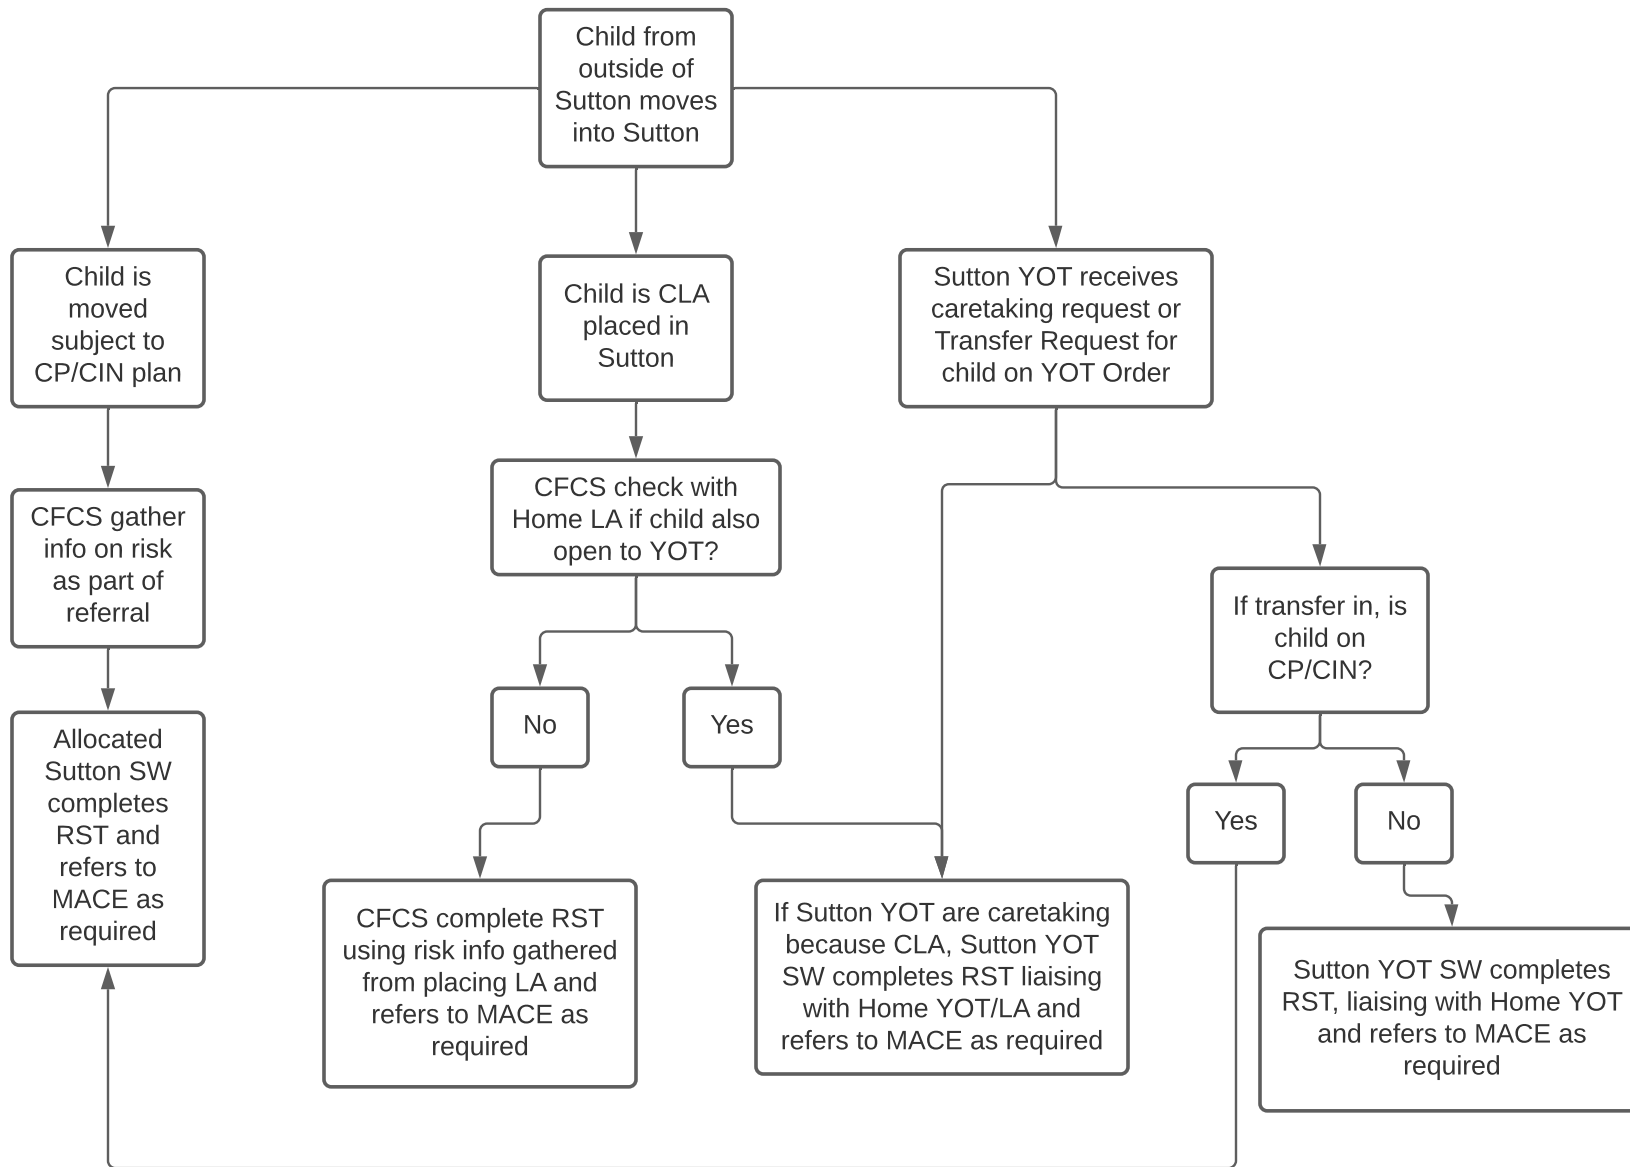 Child from
outside of
Sutton moves
into Sutton
Child is
moved
subject to
CP/CIN plan
Child is CLA
placed in
Sutton
Sutton YOT receives
caretaking request or
Transfer Request for
child on YOT Order
CFCS gather
info on risk
as part of
referral
CFCS check with
Home LA if child also
open to YOT?
If transfer in, is
child on
CP/CIN?
No
Yes
Allocated
Sutton SW
completes
RST and
refers to
MACE as
required
Yes
No
CFCS complete RST
using risk info gathered
from placing LA and
refers to MACE as
required
If Sutton YOT are caretaking
because CLA, Sutton YOT
SW completes RST liaising
with Home YOT/LA and
refers to MACE as required
Sutton YOT SW completes
RST, liaising with Home YOT
and refers to MACE as
required